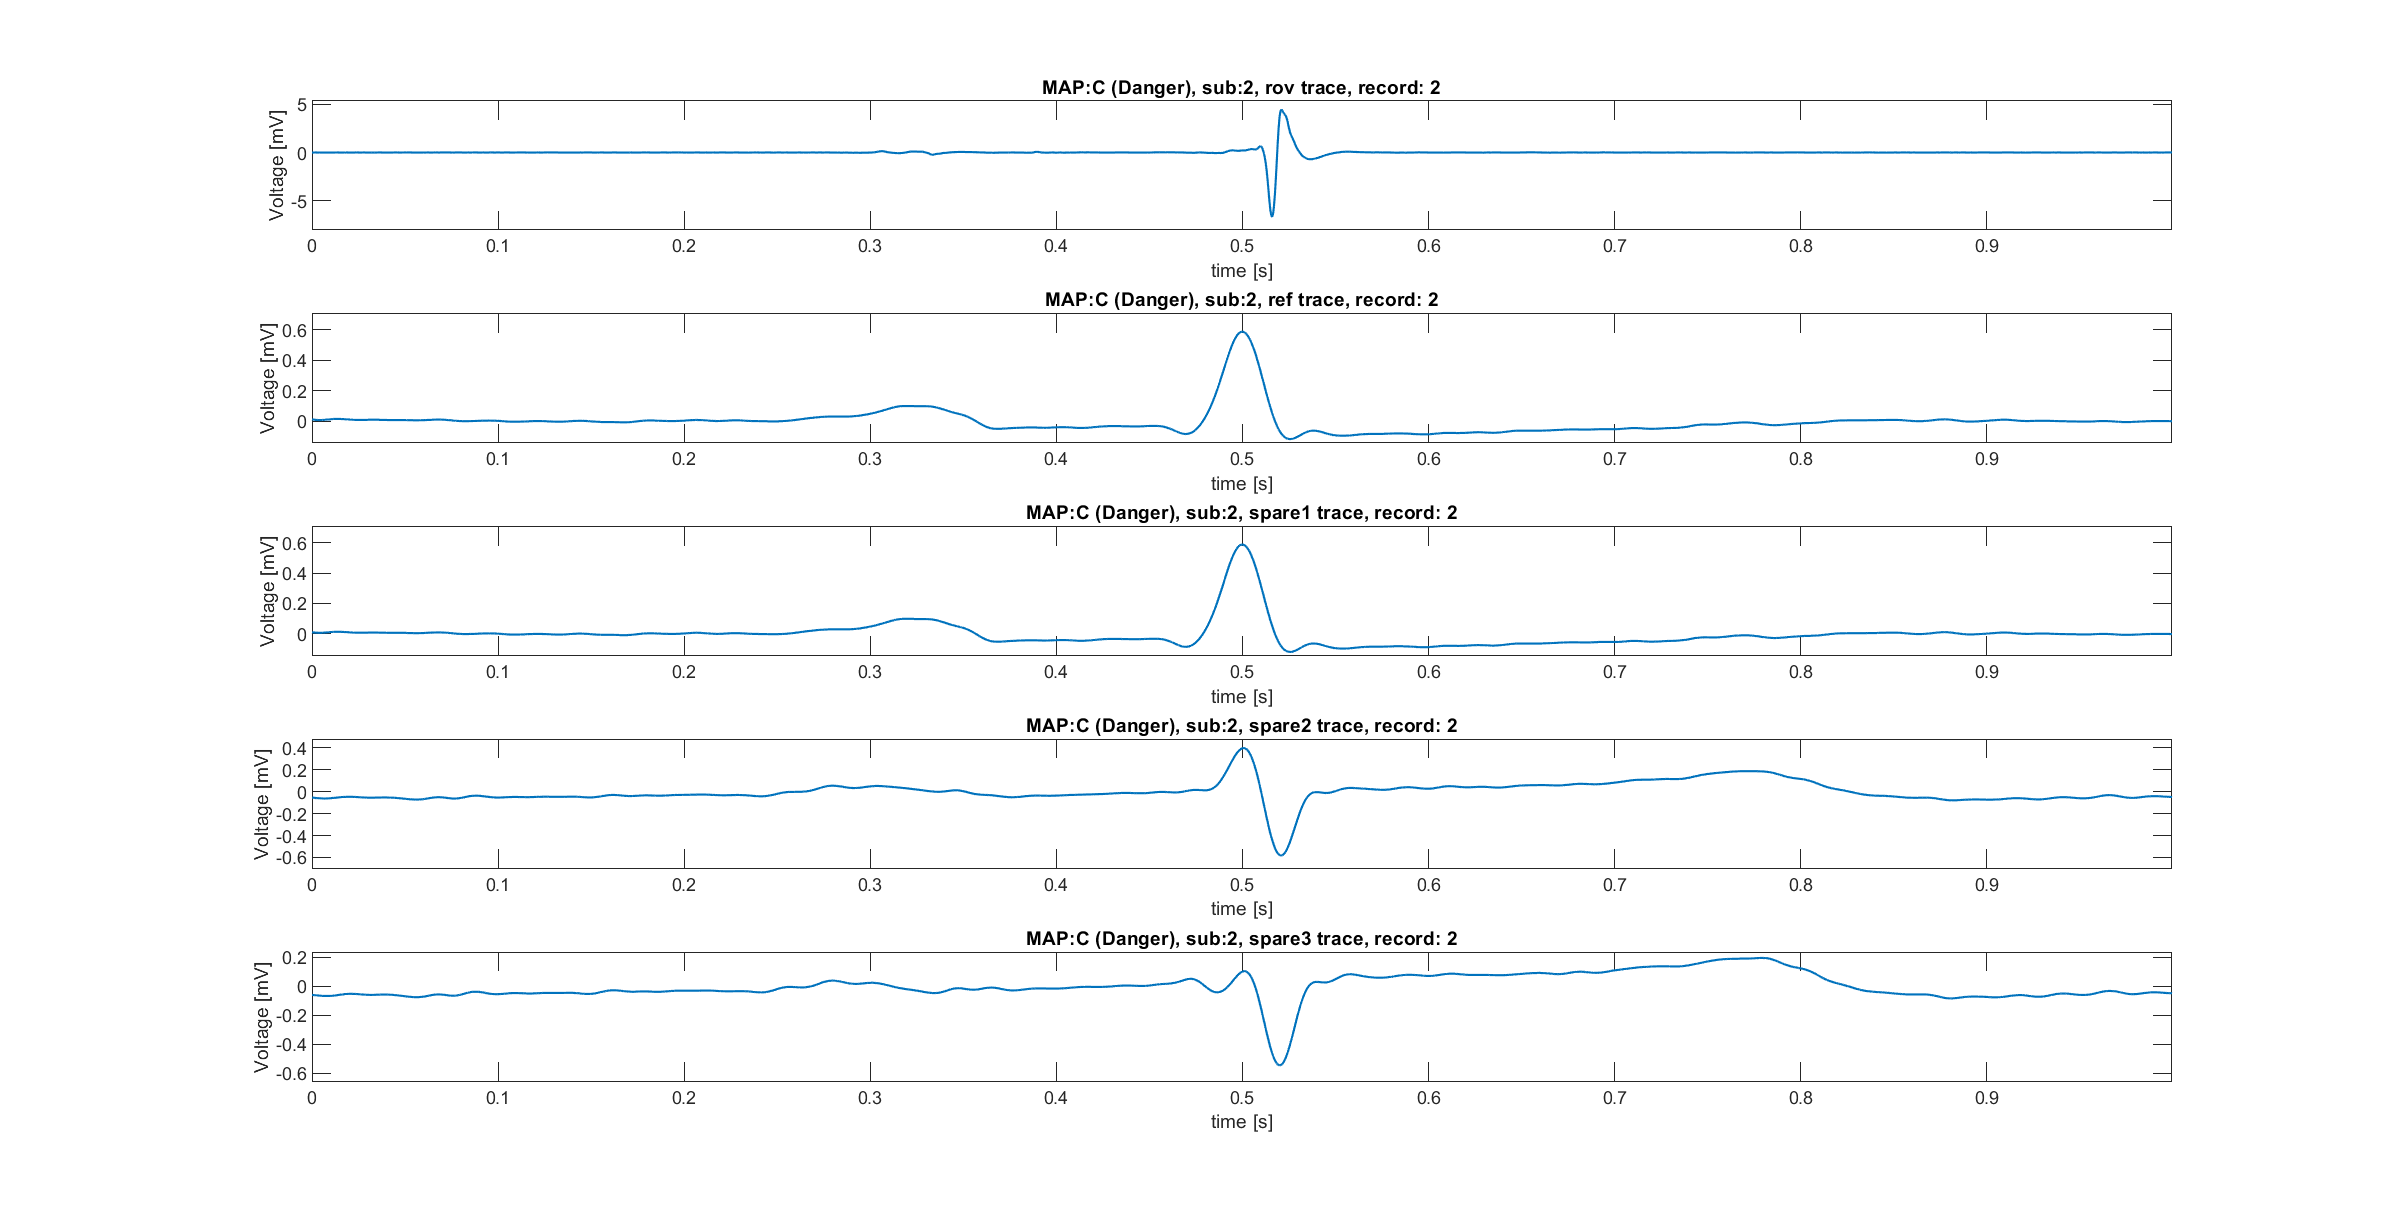 MAP:C (Danger), sub:2, rov trace, record: 2
Voltage [mV]
5
0
-5
0 0.1 0.2 0.3 0.4 0.5 0.6 0.7 0.8 0.9
time [s]
MAP:C (Danger), sub:2, ref trace, record: 2
Voltage [mV]
0.6
0.4
0.2
0
0 0.1 0.2 0.3 0.4 0.5 0.6 0.7 0.8 0.9
time [s]
MAP:C (Danger), sub:2, spare1 trace, record: 2
Voltage [mV]
0.6
0.4
0.2
0
0 0.1 0.2 0.3 0.4 0.5 0.6 0.7 0.8 0.9
time [s]
MAP:C (Danger), sub:2, spare2 trace, record: 2
Voltage [mV]
0.4
0.2
0
-0.2
-0.4
-0.6
0 0.1 0.2 0.3 0.4 0.5 0.6 0.7 0.8 0.9
time [s]
MAP:C (Danger), sub:2, spare3 trace, record: 2
Voltage [mV]
0.2
0
-0.2
-0.4
-0.6
0 0.1 0.2 0.3 0.4 0.5 0.6 0.7 0.8 0.9
time [s]